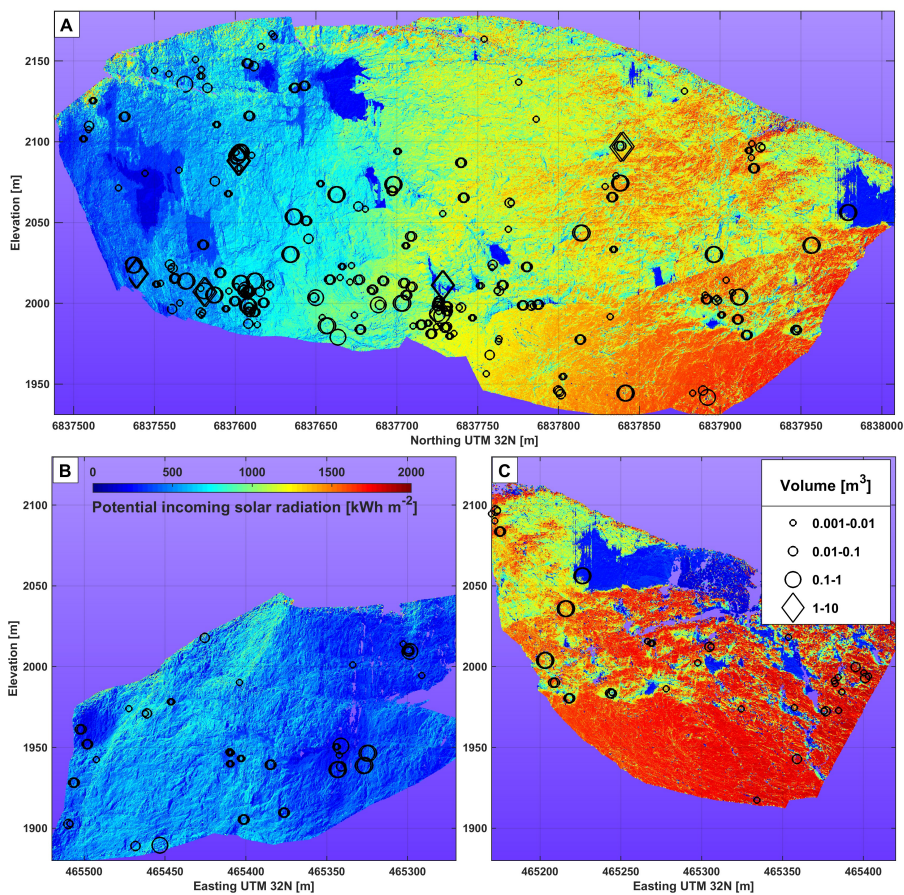 A
Elevation [m]
2150
2100
2050
2000
1950
6837500 6837550 6837600 6837650 6837700 6837750 6837800 6837850 6837900 6837950 6838000
Northing UTM 32N [m]
B
0 500 1000 1500 2000
Potential incoming solar radiation [kWh m-2]
Elevation [m]
2100
2050
2000
1950
1900
465500 465450 465400 465350 465300
Easting UTM 32N [m]
C
Volume [m3]
0.001-0.01
0.01-0.1
0.1-1
1-10
2100
2050
2000
1950
1900
465200 465250 465300 465350 465400
Easting UTM 32N [m]